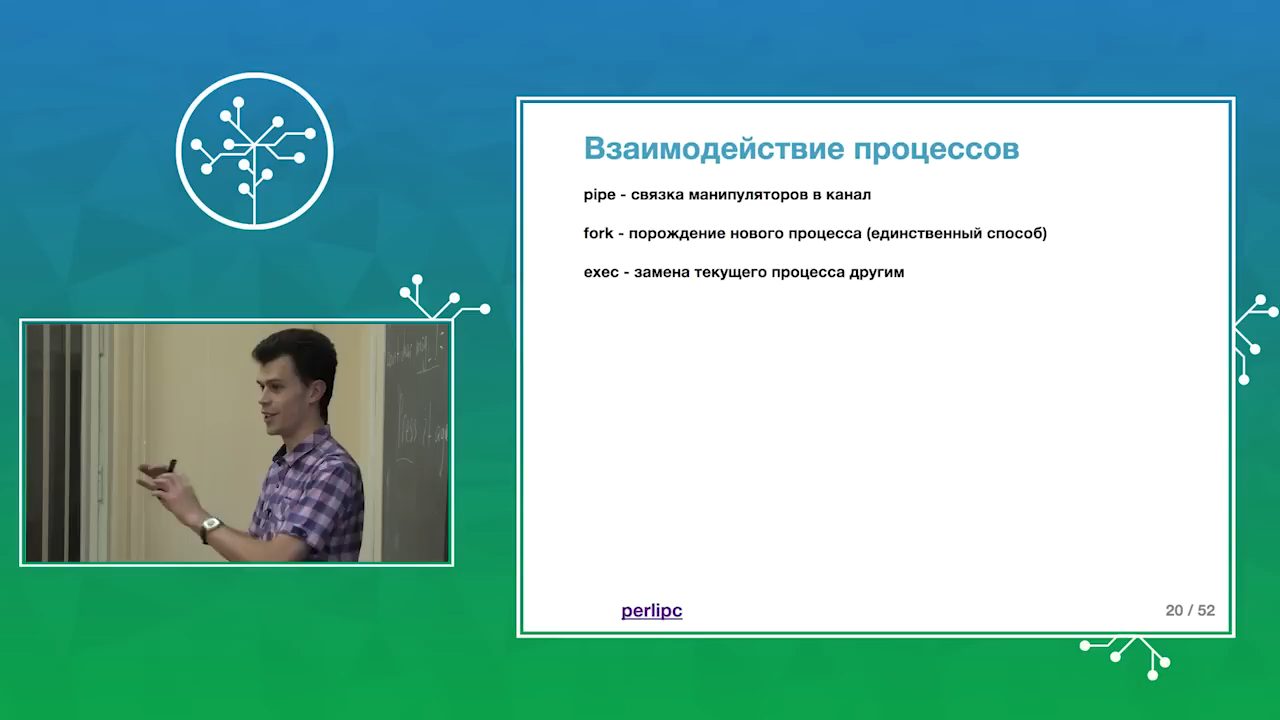 Взаимодействие процессов
pipe - связка манипуляторов в канал
fork - порождение нового процесса (единственный способ)
exec - замена текущего процесса другим
perlipc
20 / 52
Press